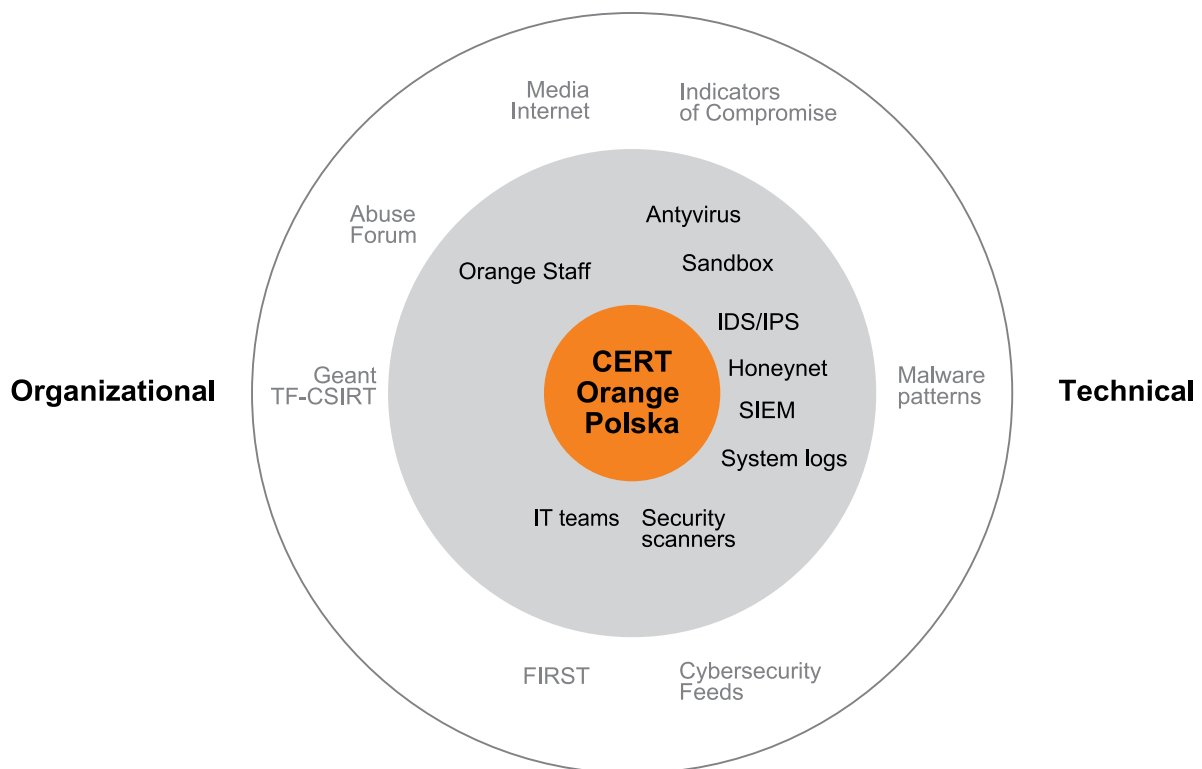 Media
Internet
Indicators
of Compromise
Abuse
Forum
Antyvirus
Orange Staff
Sandbox
IDS/IPS
CERT
Orange
Polska
Honeynet
SIEM
System logs
Organizational
Geant
TF-CSIRT
Malware
patterns
Technical
IT teams
Security
scanners
FIRST
Cybersecurity
Feeds